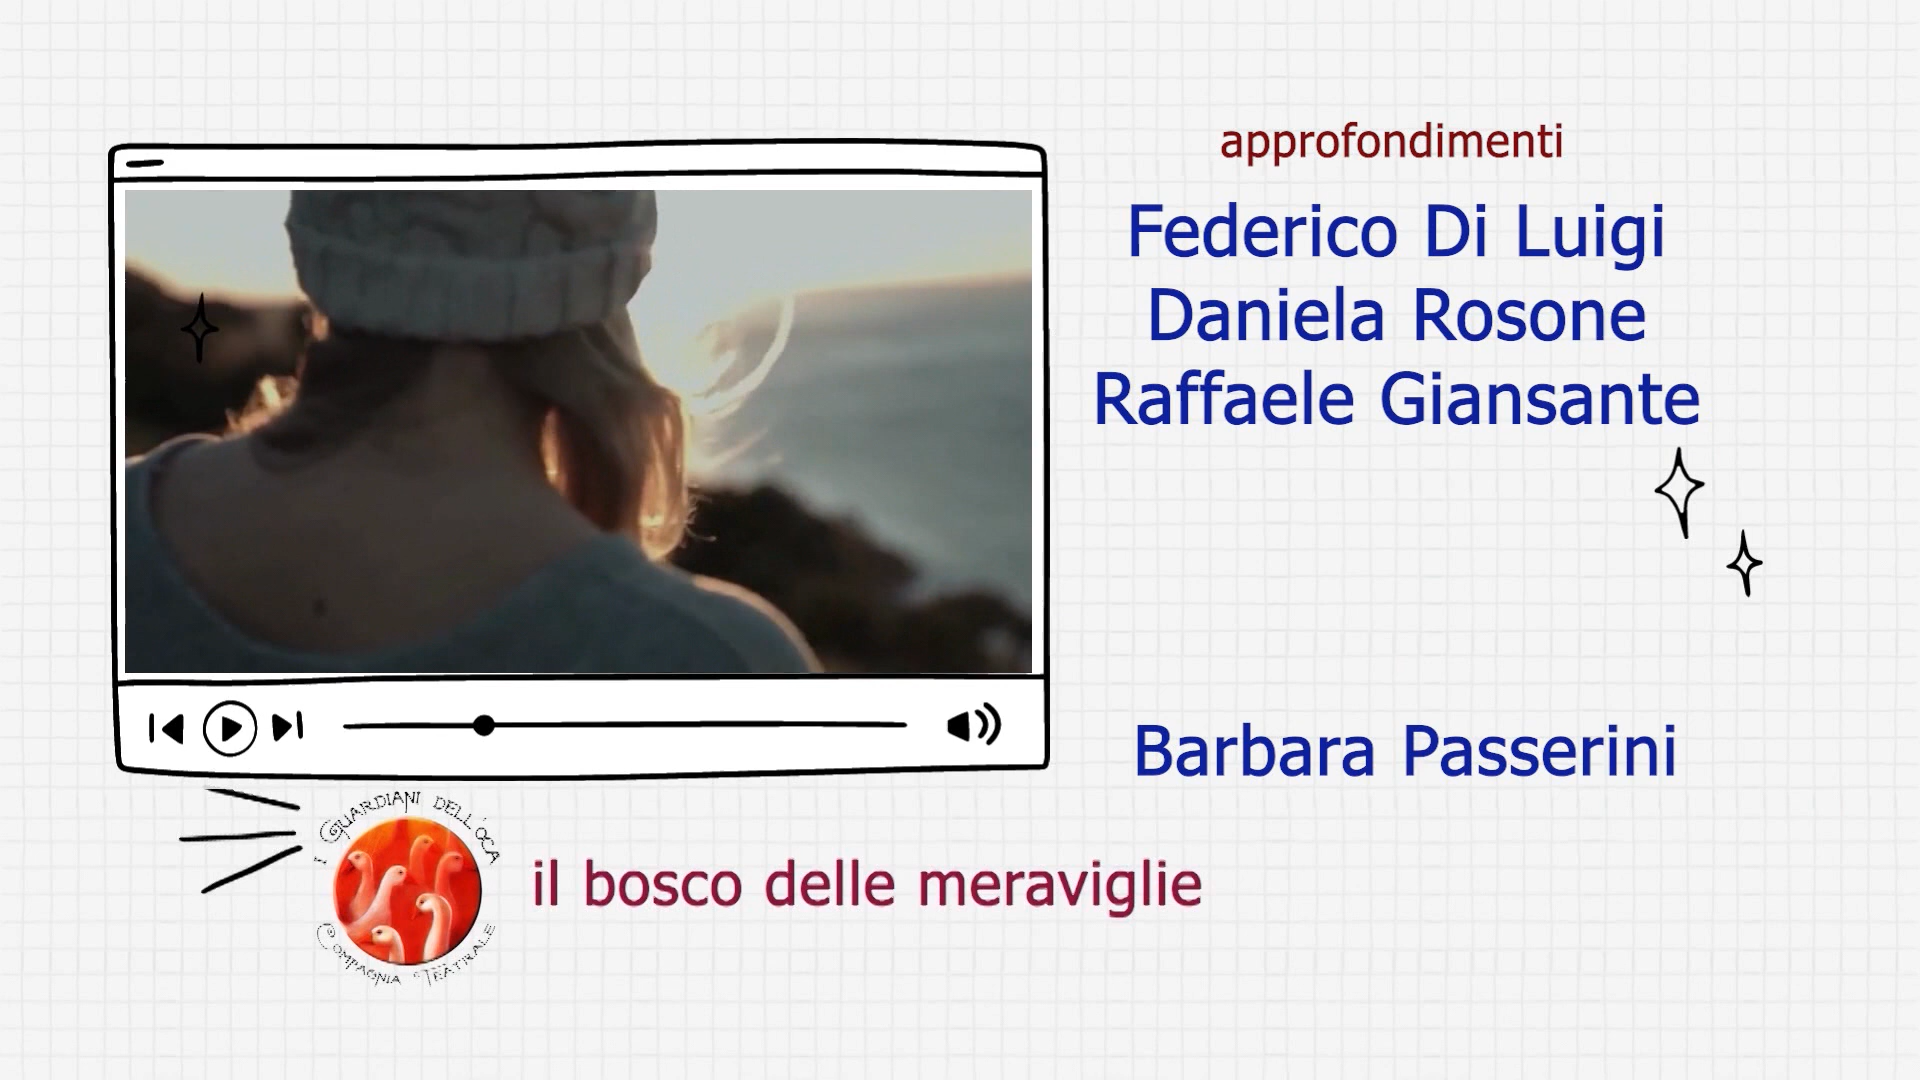 approfondimenti
Federico Di Luigi
Daniela Rosone
Raffaele Giansante
Barbara Passerini
I GUARDIANI DELL'OCA
COMPAGNIA TEATRALE
il bosco delle meraviglie